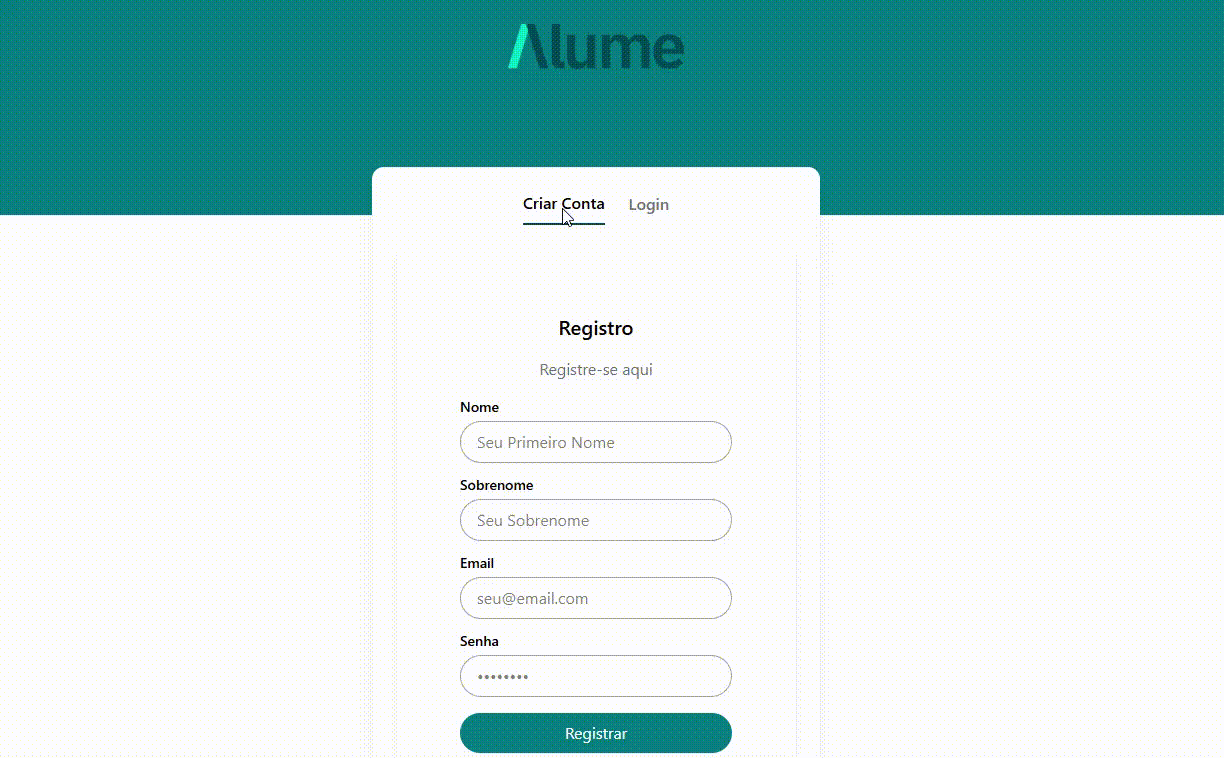 Alume
Criar Conta Login
Registro
Registre-se aqui
Nome
Seu Primeiro Nome
Sobrenome
Seu Sobrenome
Email
seu@email.com
Senha
••••••••
Registrar